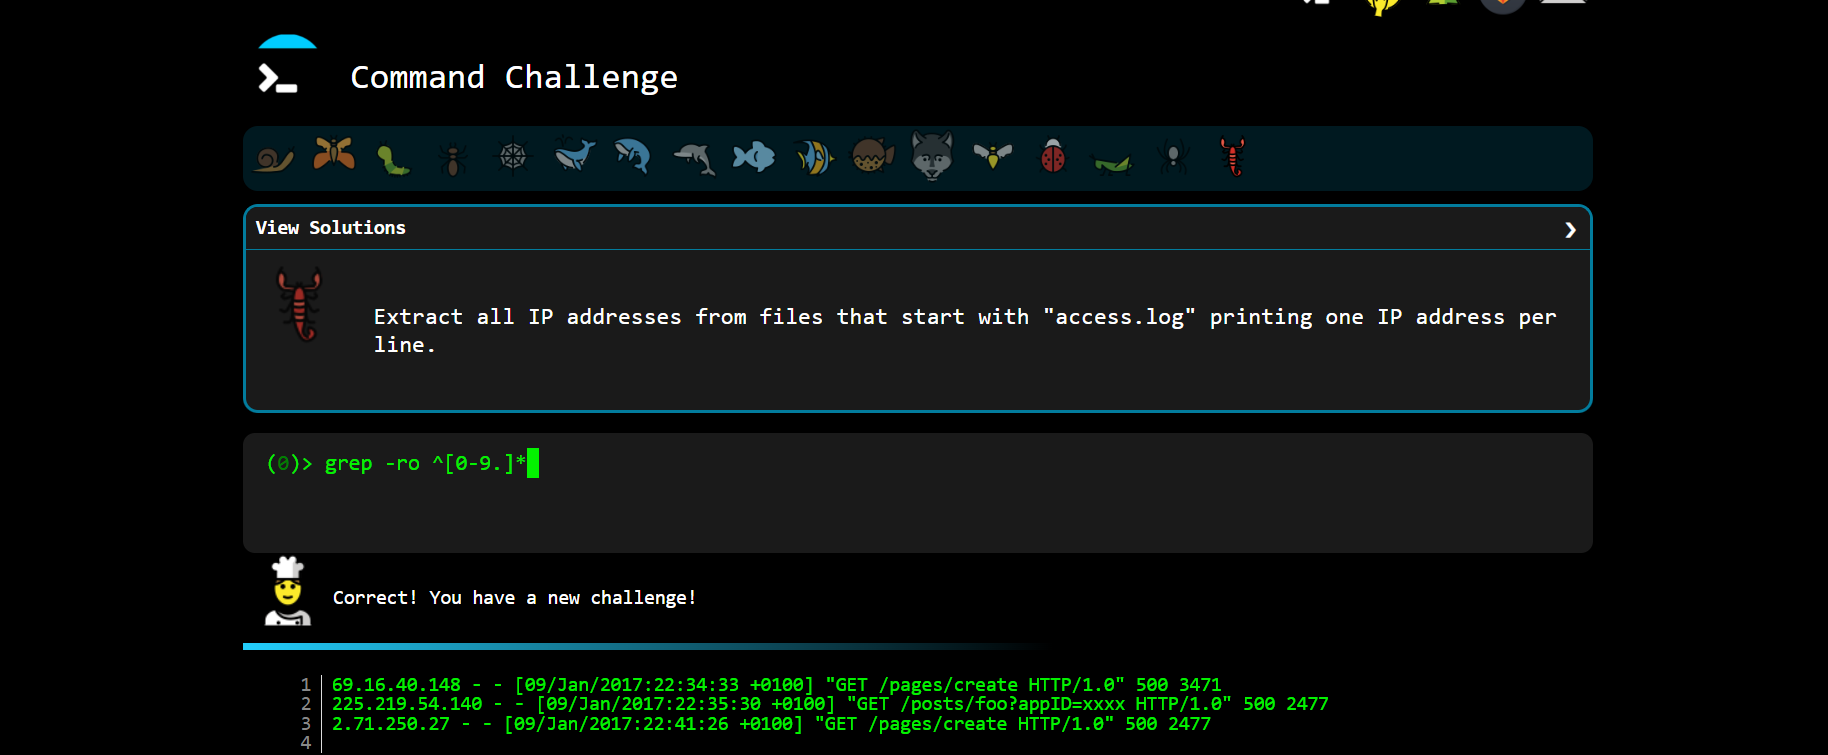 Command Challenge
View Solutions
Extract all IP addresses from files that start with "access.log" printing one IP address per
line.
(0)> grep -ro ^[0-9.]*
Correct! You have a new challenge!
1 69.16.40.148 - - [09/Jan/2017:22:34:33 +0100] "GET /pages/create HTTP/1.0" 500 3471
2 225.219.54.140 - - [09/Jan/2017:22:35:30 +0100] "GET /posts/foo?appID=xxxx HTTP/1.0" 500 2477
3 2.71.250.27 - - [09/Jan/2017:22:41:26 +0100] "GET /pages/create HTTP/1.0" 500 2477
4